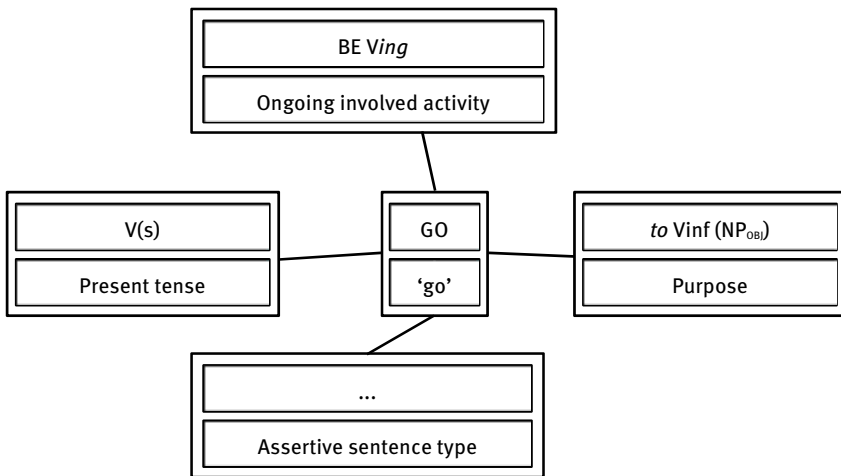 BE Ving
Ongoing involved activity
V(s)
Present tense
GO
‘go’
to Vinf (NPOBJ)
Purpose
...
Assertive sentence type